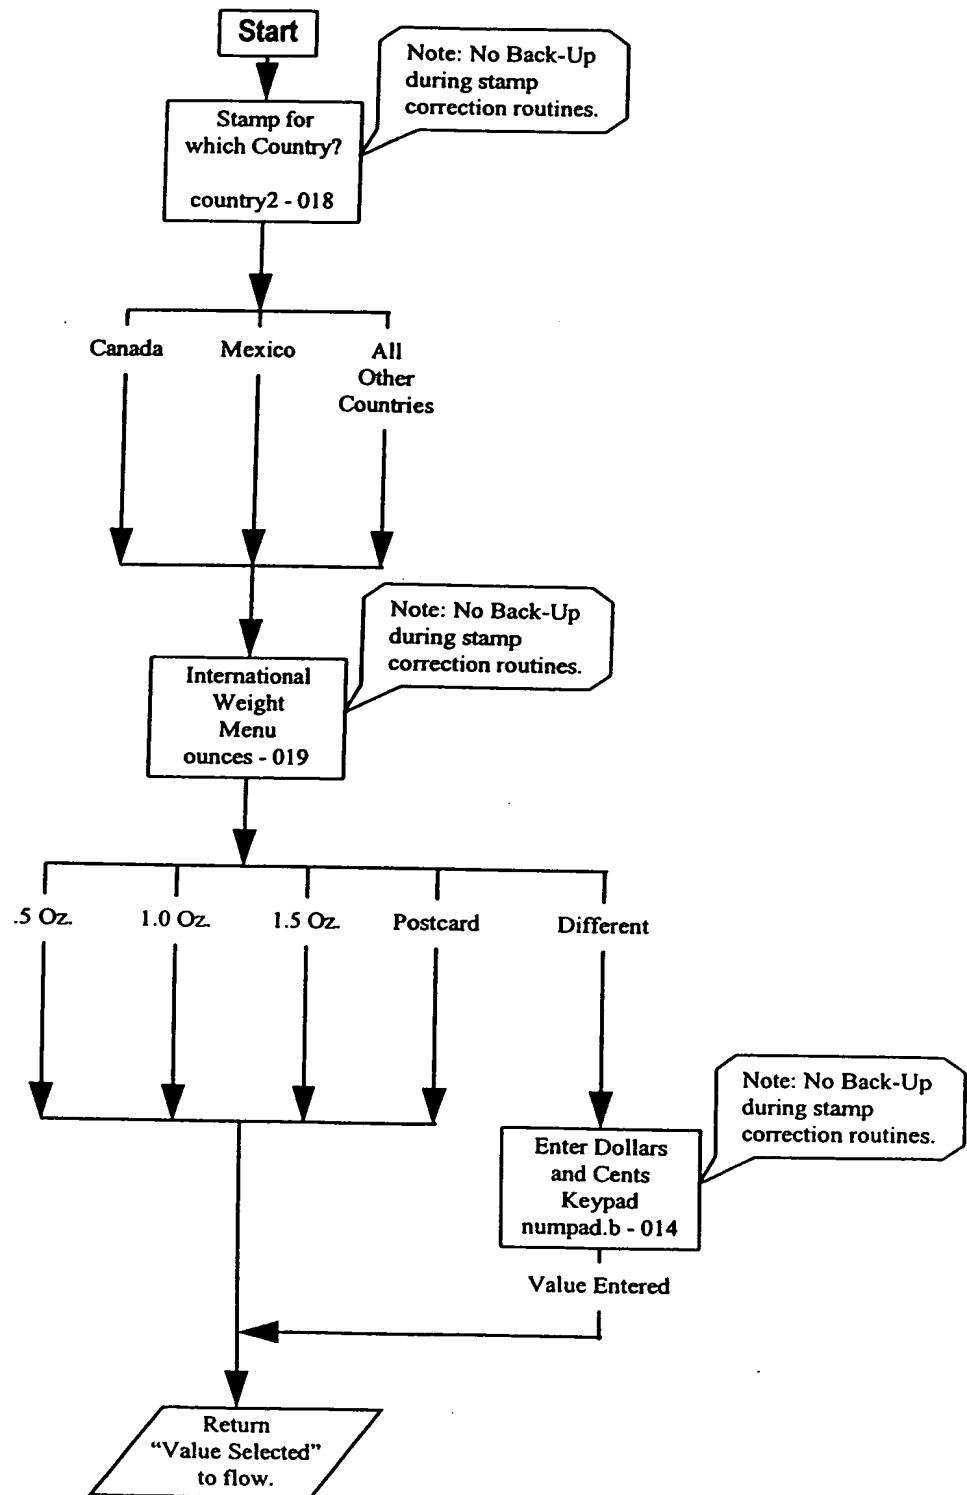 Start
Note: No Back-Up
during stamp
correction routines.
Stamp for
which Country?
country2 - 018
Canada
Mexico
All
Other
Countries
Note: No Back-Up
during stamp
correction routines.
International
Weight
Menu
ounces - 019
.5 Oz.
1.0 Oz.
1.5 Oz.
Postcard
Different
Note: No Back-Up
during stamp
correction routines.
Enter Dollars
and Cents
Keypad
numpad.b - 014
Value Entered
Return
“Value Selected”
to flow.